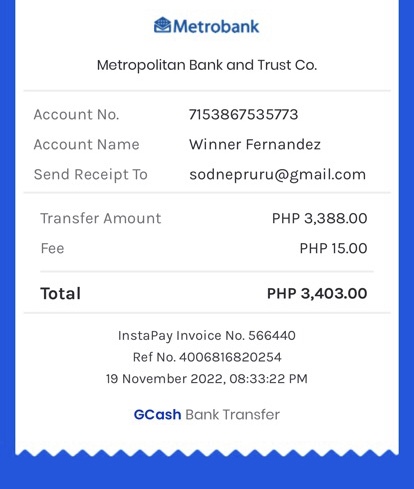 Metrobank
Metropolitan Bank and Trust Co.
Account No. 7153867535773
Account Name Winner Fernandez
Send Receipt To sodnepruru@gmail.com
Transfer Amount PHP 3,388.00
Fee PHP 15.00
Total PHP 3,403.00
InstaPay Invoice No. 566440
Ref No. 4006816820254
19 November 2022, 08:33:22 PM
GCash Bank Transfer